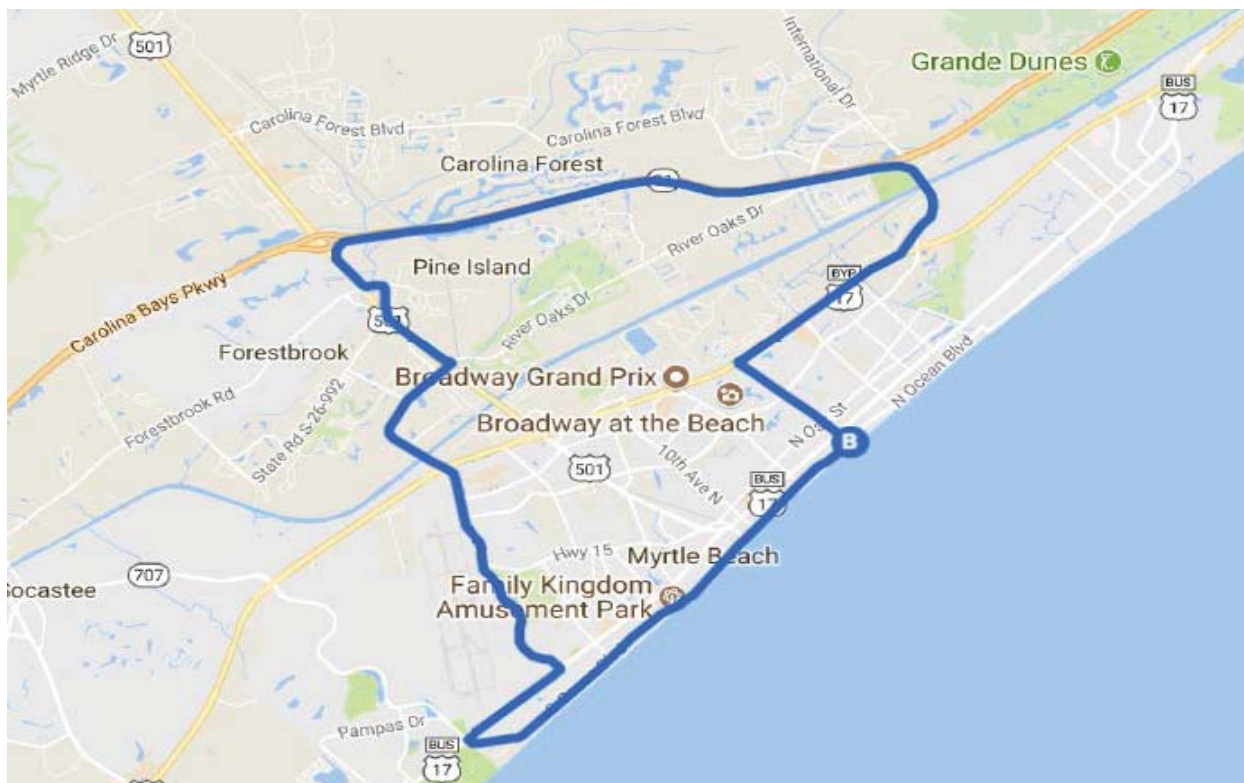 501
Myrtle Ridge Dr
International Dr
Grande Dunes
BUS
17
Carolina Forest Blvd
Carolina Forest Blvd
Carolina Forest
River Oaks Dr
Pine Island
Carolina Bays Pkwy
BYP
17
501
River Oaks Dr
Forestbrook
N Ocean Blvd
Broadway Grand Prix
Broadway at the Beach
Forestbrook Rd
State Rd S-26-992
B
501
10th Ave N
BUS
17
Hwy 15
Myrtle Beach
707
Socastee
Family Kingdom
Amusement Park
Pampas Dr
BUS
17